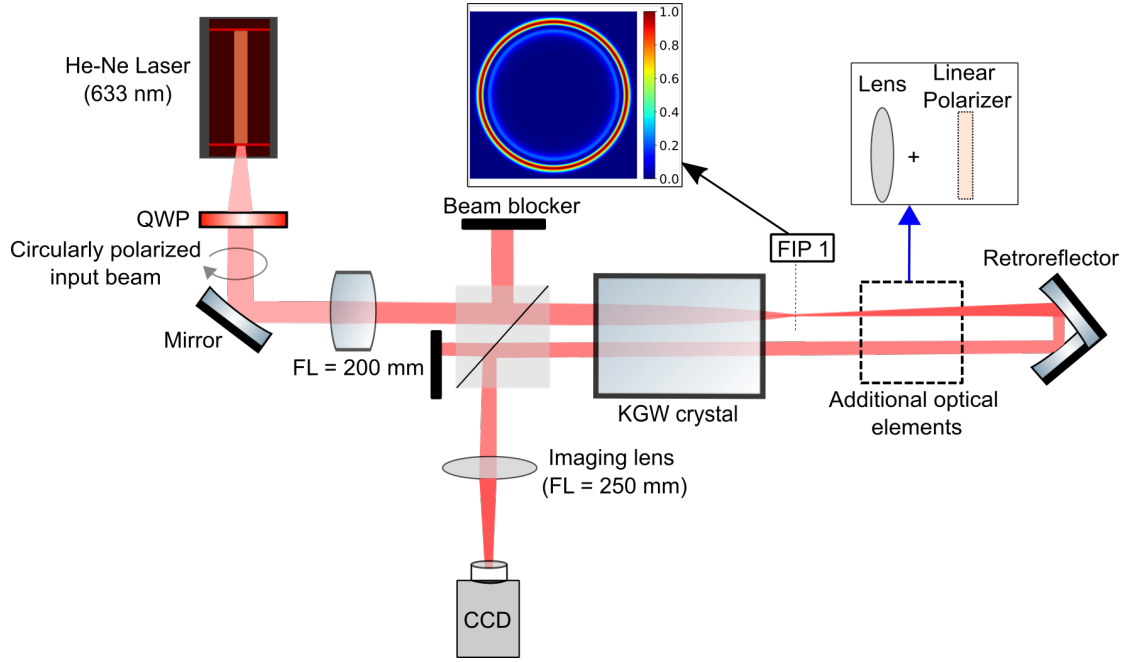 He-Ne Laser
(633 nm)
QWP
Circularly polarized
input beam
Mirror
FL = 200 mm
1.0
0.8
0.6
0.4
0.2
0.0
Beam blocker
FIP 1
KGW crystal
Lens
+
Linear
Polarizer
Retroreflector
Additional optical
elements
Imaging lens
(FL = 250 mm)
CCD